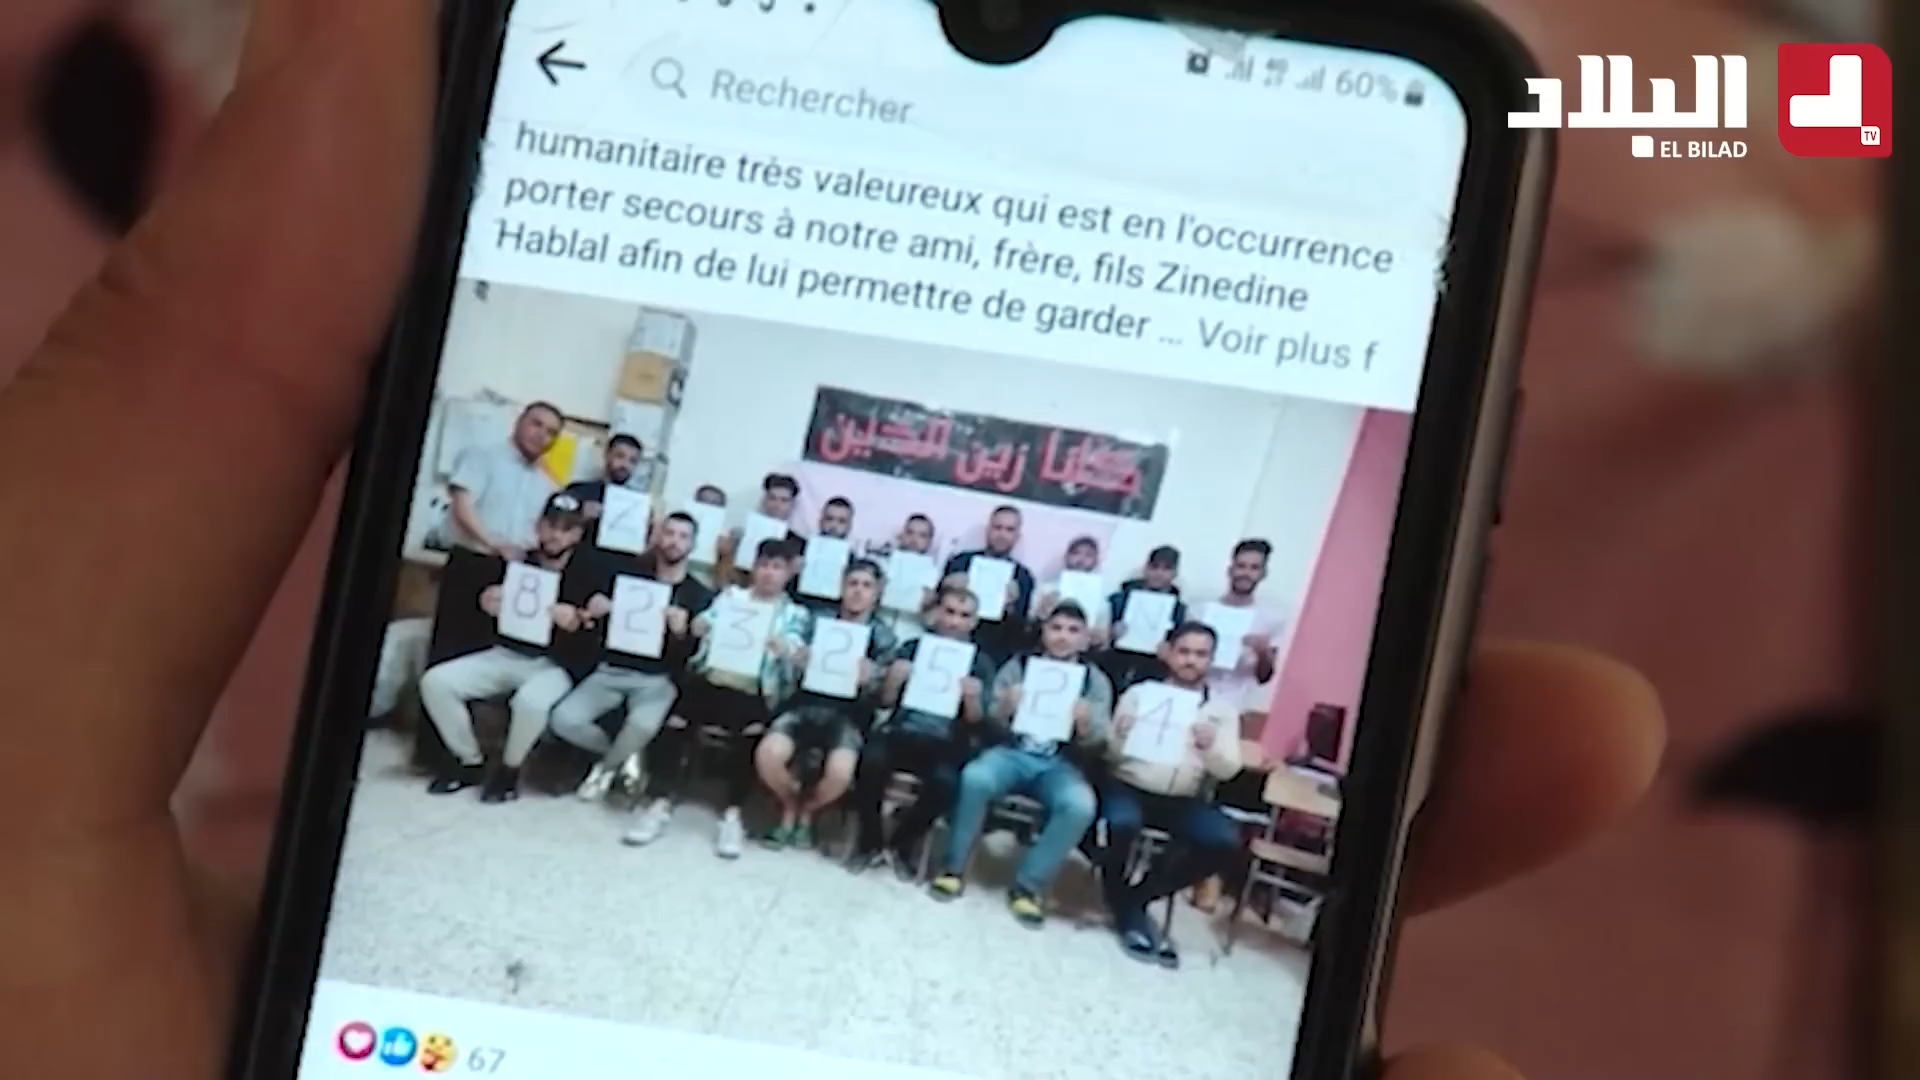 Rechercher
60%
البلاد
EL BILAD
TV
humanitaire très valeureux qui est en l'occurrence
porter secours à notre ami, frère, fils Zinedine
Hablal afin de lui permettre de garder ... Voir plus f
كلنا زين الدين
Z
N
8 2 3 2 5 2 4
67